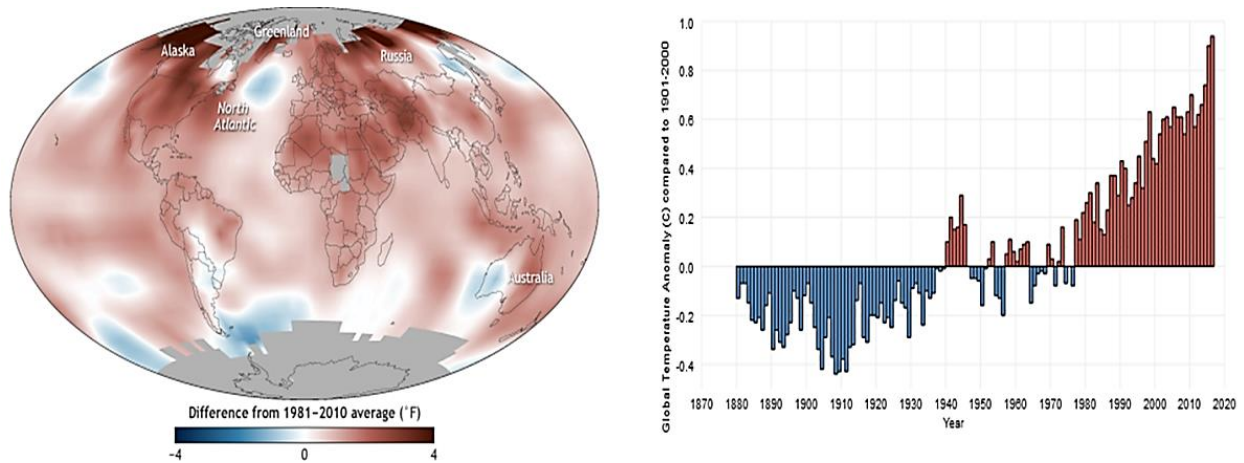 Greenland
Alaska
Russia
North
Atlantic
Australia
Difference from 1981–2010 average (°F)
-4 0 4
Global Temperature Anomaly (C) compared to 1901-2000
1.0
0.8
0.6
0.4
0.2
0.0
-0.2
-0.4
1870 1880 1890 1900 1910 1920 1930 1940 1950 1960 1970 1980 1990 2000 2010 2020
Year